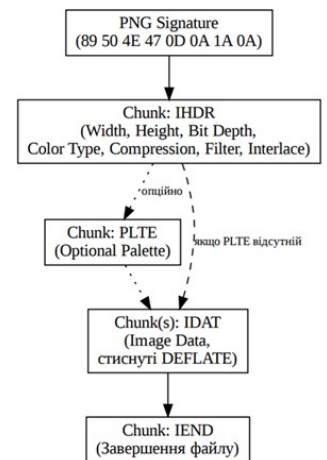 PNG Signature
(89 50 4E 47 0D 0A 1A 0A)
Chunk: IHDR
(Width, Height, Bit Depth,
Color Type, Compression, Filter, Interlace)
опційно
Chunk: PLTE
(Optional Palette)
якщо PLTE відсутній
Chunk(s): IDAT
(Image Data,
стиснуті DEFLATE)
Chunk: IEND
(Завершення файлу)